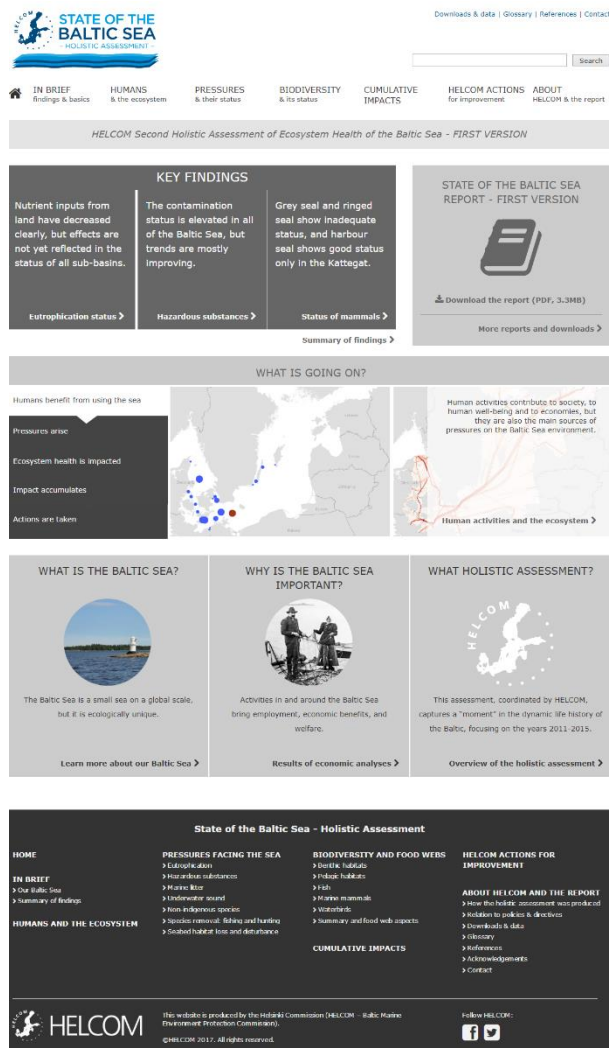 STATE OF THE
BALTIC SEA
- HOLISTIC ASSESSMENT -
Downloads & data | Glossary | References | Contact
Search
IN BRIEF
findings & basics
HUMANS
& the ecosystem
PRESSURES
& their status
BIODIVERSITY
& its status
CUMULATIVE
IMPACTS
HELCOM ACTIONS
for improvement
ABOUT
HELCOM & the report
HELCOM Second Holistic Assessment of Ecosystem Health of the Baltic Sea - FIRST VERSION
KEY FINDINGS
Nutrient inputs from
land have decreased
clearly, but effects are
not yet reflected in the
status of all sub-basins.
Eutrophication status >
The contamination
status is elevated in all
of the Baltic Sea, but
trends are mostly
improving.
Hazardous substances >
Grey seal and ringed
seal show inadequate
status, and harbour
seal shows good status
only in the Kattegat.
Status of mammals >
Summary of findings >
STATE OF THE BALTIC SEA
REPORT - FIRST VERSION
Download the report (PDF, 3.3MB)
More reports and downloads >
WHAT IS GOING ON?
Humans benefit from using the sea
Pressures arise
Ecosystem health is impacted
Impact accumulates
Actions are taken
Human activities contribute to society, to
human well-being and to economies, but
they are also the main sources of
pressures on the Baltic Sea environment.
Human activities and the ecosystem >
WHAT IS THE BALTIC SEA?
The Baltic Sea is a small sea on a global scale,
but it is ecologically unique.
Learn more about our Baltic Sea >
WHY IS THE BALTIC SEA
IMPORTANT?
Activities in and around the Baltic Sea
bring employment, economic benefits, and
welfare.
Results of economic analyses >
WHAT HOLISTIC ASSESSMENT?
HELCOM
This assessment, coordinated by HELCOM,
captures a "moment" in the dynamic life history of
the Baltic, focusing on the years 2011-2015.
Overview of the holistic assessment >
State of the Baltic Sea - Holistic Assessment
HOME
IN BRIEF
> Our Baltic Sea
> Summary of findings
HUMANS AND THE ECOSYSTEM
PRESSURES FACING THE SEA
> Eutrophication
> Hazardous substances
> Marine litter
> Underwater sound
> Non-indigenous species
> Species removal: fishing and hunting
> Seabed habitat loss and disturbance
BIODIVERSITY AND FOOD WEBS
> Benthic habitats
> Pelagic habitats
> Fish
> Marine mammals
> Waterbirds
> Summary and food web aspects
CUMULATIVE IMPACTS
HELCOM ACTIONS FOR
IMPROVEMENT
ABOUT HELCOM AND THE REPORT
> How the holistic assessment was produced
> Relation to policies & directives
> Downloads & data
> Glossary
> References
> Acknowledgements
> Contact
HELCOM
This website is produced by the Helsinki Commission (HELCOM – Baltic Marine
Environment Protection Commission).
©HELCOM 2017. All rights reserved.
Follow HELCOM: